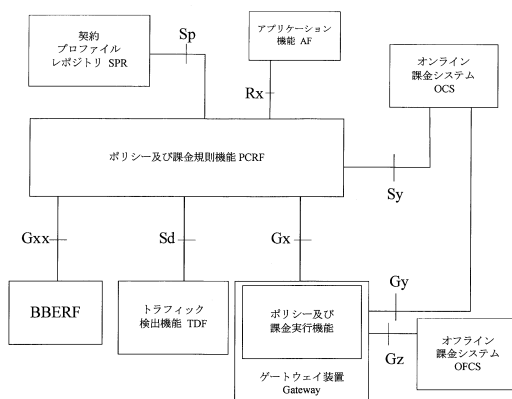 契約
プロファイル
レポジトリ SPR
Sp
アプリケーション
機能 AF
Rx
オンライン
課金システム
OCS
ポリシー及び課金規則機能 PCRF
Sy
Gxx
Sd
Gx
BBERF
トラフィック
検出機能 TDF
ポリシー及び
課金実行機能
ゲートウェイ装置
Gateway
Gy
Gz
オフライン
課金システム
OFCS